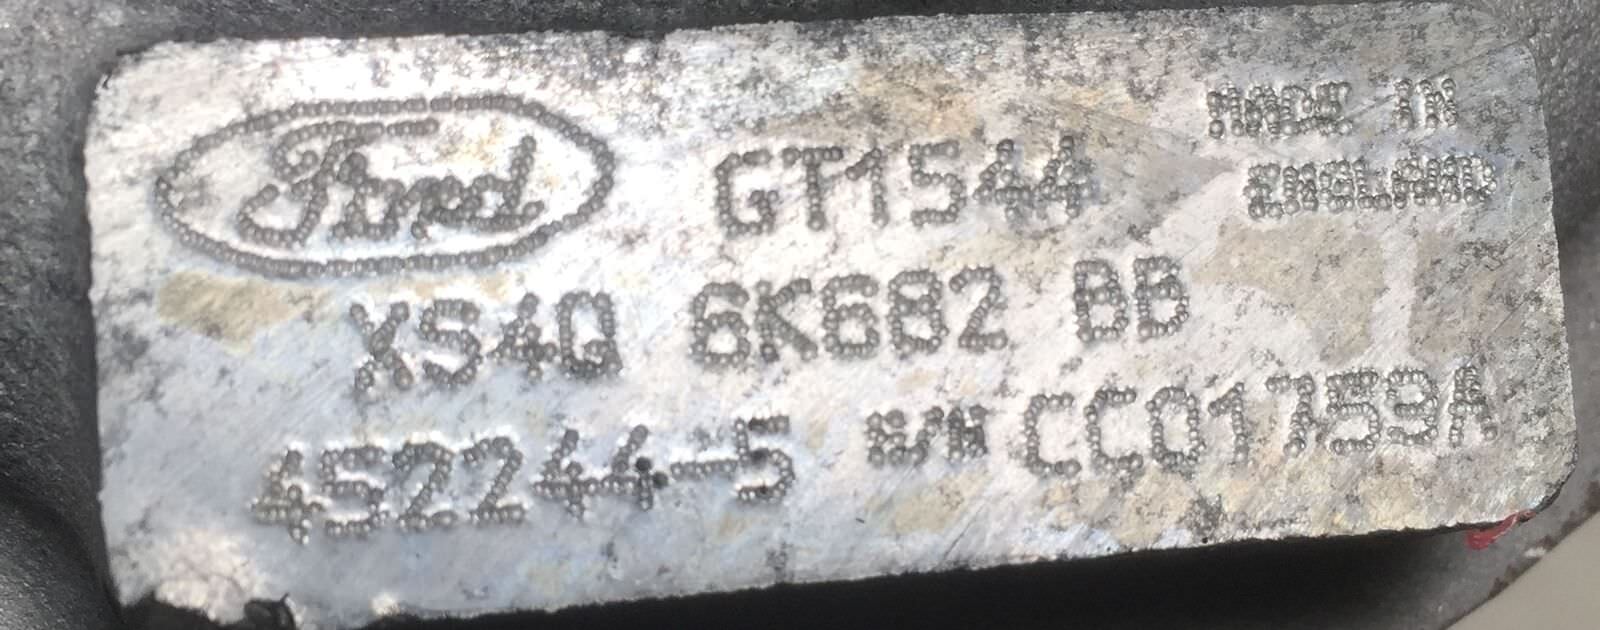 Ford GT1544 MADE IN
ENGLAND
XS4Q 6K682 BB
452244-5 S/N CC01759A